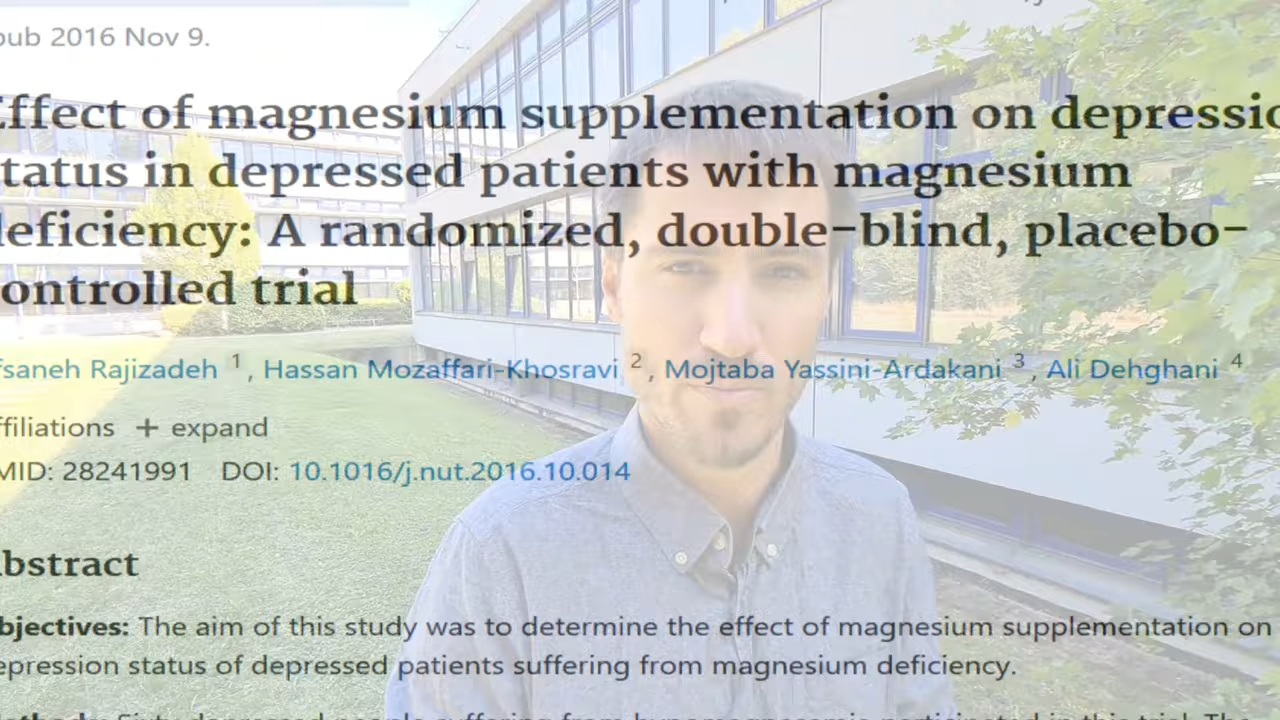 pub 2016 Nov 9.
Effect of magnesium supplementation on depressio
tatus in depressed patients with magnesium
deficiency: A randomized, double-blind, placebo-
ontrolled trial
fsaneh Rajizadeh 1, Hassan Mozaffari-Khosravi 2, Mojtaba Yassini-Ardakani 3, Ali Dehghani 4
ffiliations + expand
MID: 28241991 DOI: 10.1016/j.nut.2016.10.014
bstract
bjectives: The aim of this study was to determine the effect of magnesium supplementation on
epression status of depressed patients suffering from magnesium deficiency.